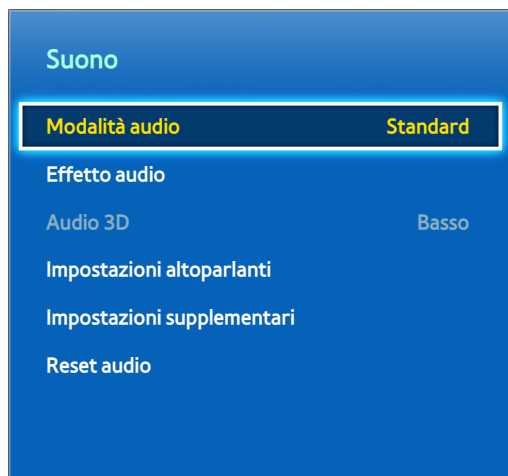 Suono
Modalità audio Standard
Effetto audio
Audio 3D Basso
Impostazioni altoparlanti
Impostazioni supplementari
Reset audio